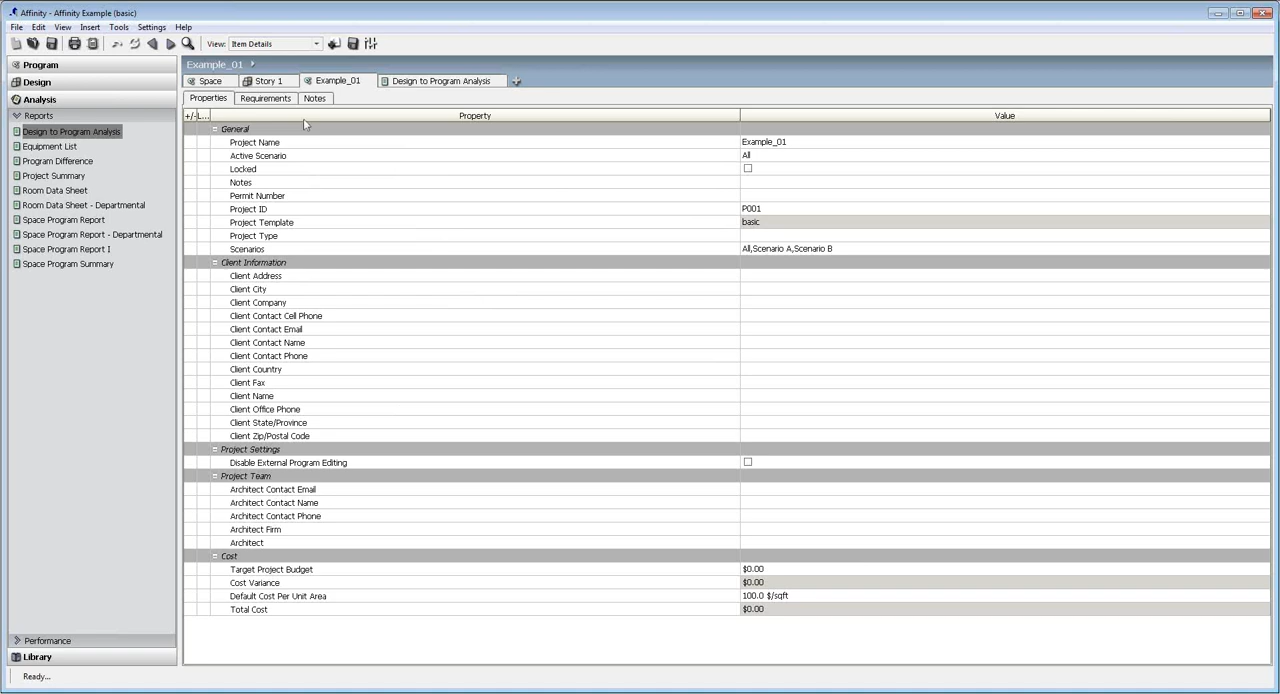 Affinity - Affinity Example (basic)
File Edit View Insert Tools Settings Help
View: Item Details
Program
Design
Analysis
Reports
Design to Program Analysis
Equipment List
Program Difference
Project Summary
Room Data Sheet
Room Data Sheet - Departmental
Space Program Report
Space Program Report - Departmental
Space Program Report I
Space Program Summary
Performance
Library
Ready...
Example_01
Space Story 1 Example_01 Design to Program Analysis
Properties Requirements Notes
+/- L... Property Value
General
Project Name Example_01
Active Scenario All
Locked
Notes
Permit Number
Project ID P001
Project Template basic
Project Type
Scenarios All,Scenario A,Scenario B
Client Information
Client Address
Client City
Client Company
Client Contact Cell Phone
Client Contact Email
Client Contact Name
Client Contact Phone
Client Country
Client Fax
Client Name
Client Office Phone
Client State/Province
Client Zip/Postal Code
Project Settings
Disable External Program Editing
Project Team
Architect Contact Email
Architect Contact Name
Architect Contact Phone
Architect Firm
Architect
Cost
Target Project Budget $0.00
Cost Variance $0.00
Default Cost Per Unit Area 100.0 $/sqft
Total Cost $0.00